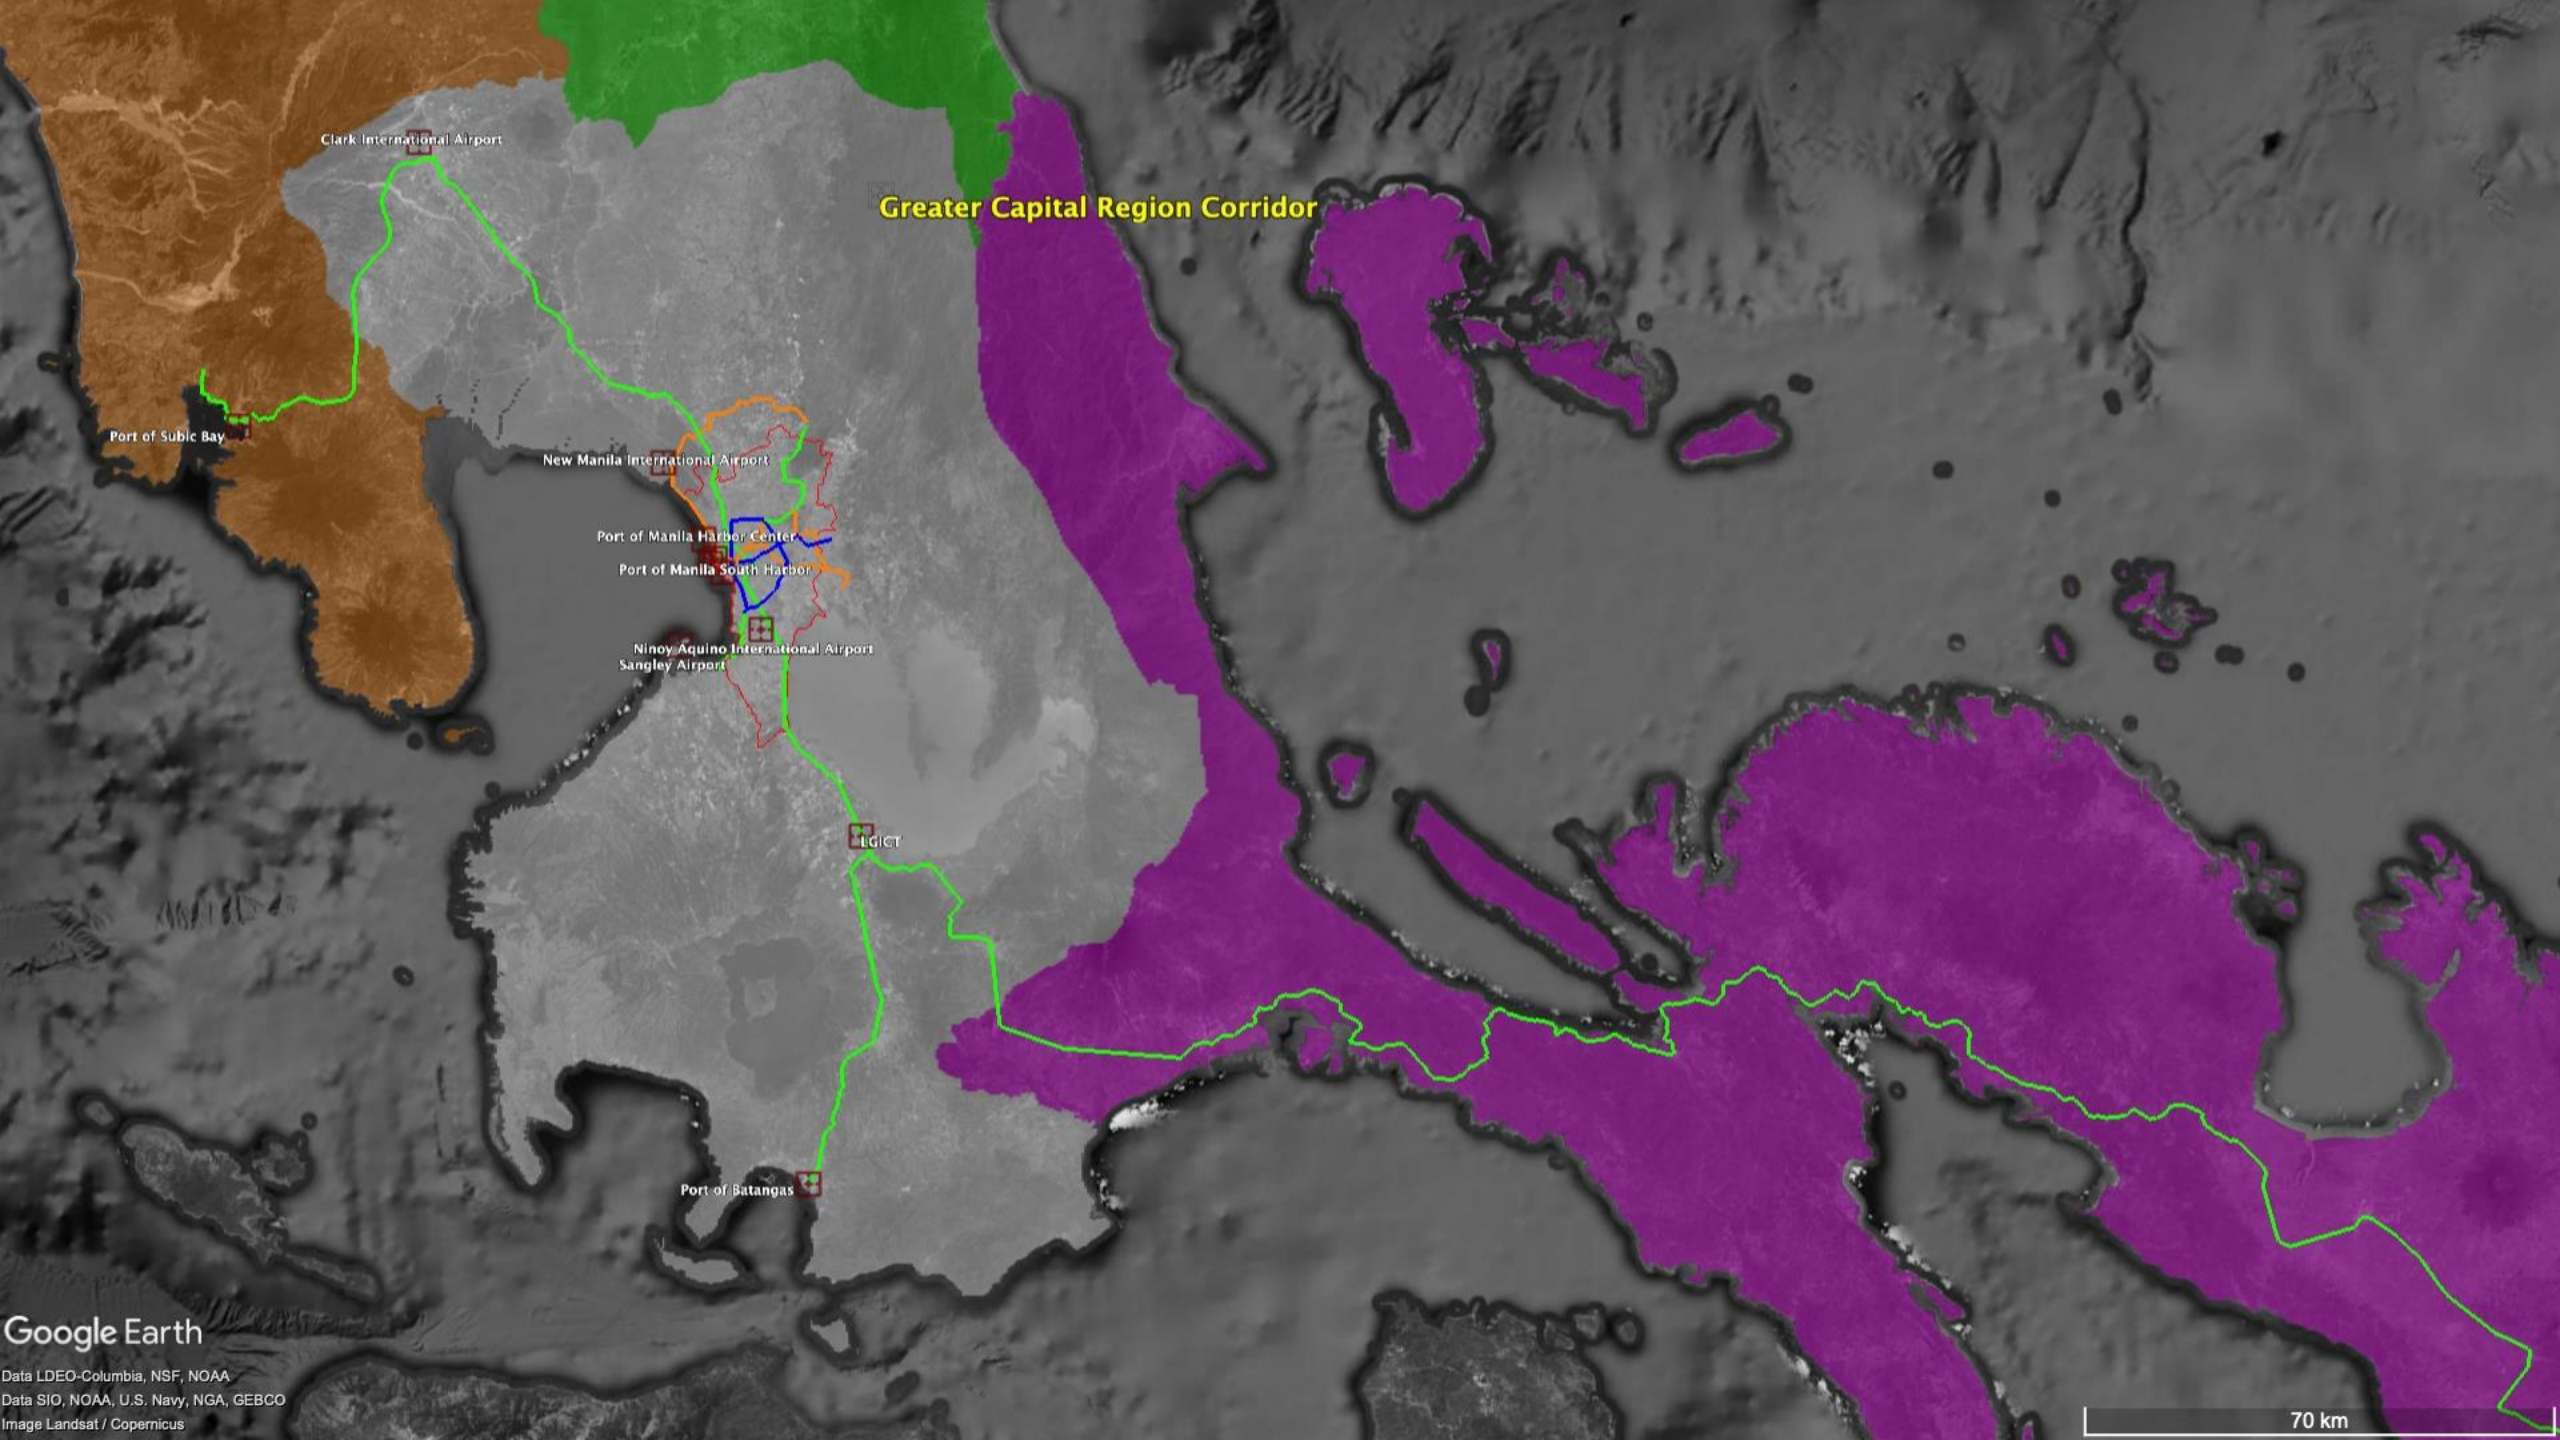 Clark International Airport
Greater Capital Region Corridor
Port of Subic Bay
New Manila International Airport
Port of Manila Harbor Center
Port of Manila South Harbor
Ninoy Aquino International Airport
Sangley Airport
LGICT
Port of Batangas
Google Earth
Data LDEO-Columbia, NSF, NOAA
Data SIO, NOAA, U.S. Navy, NGA, GEBCO
Image Landsat / Copernicus
70 km